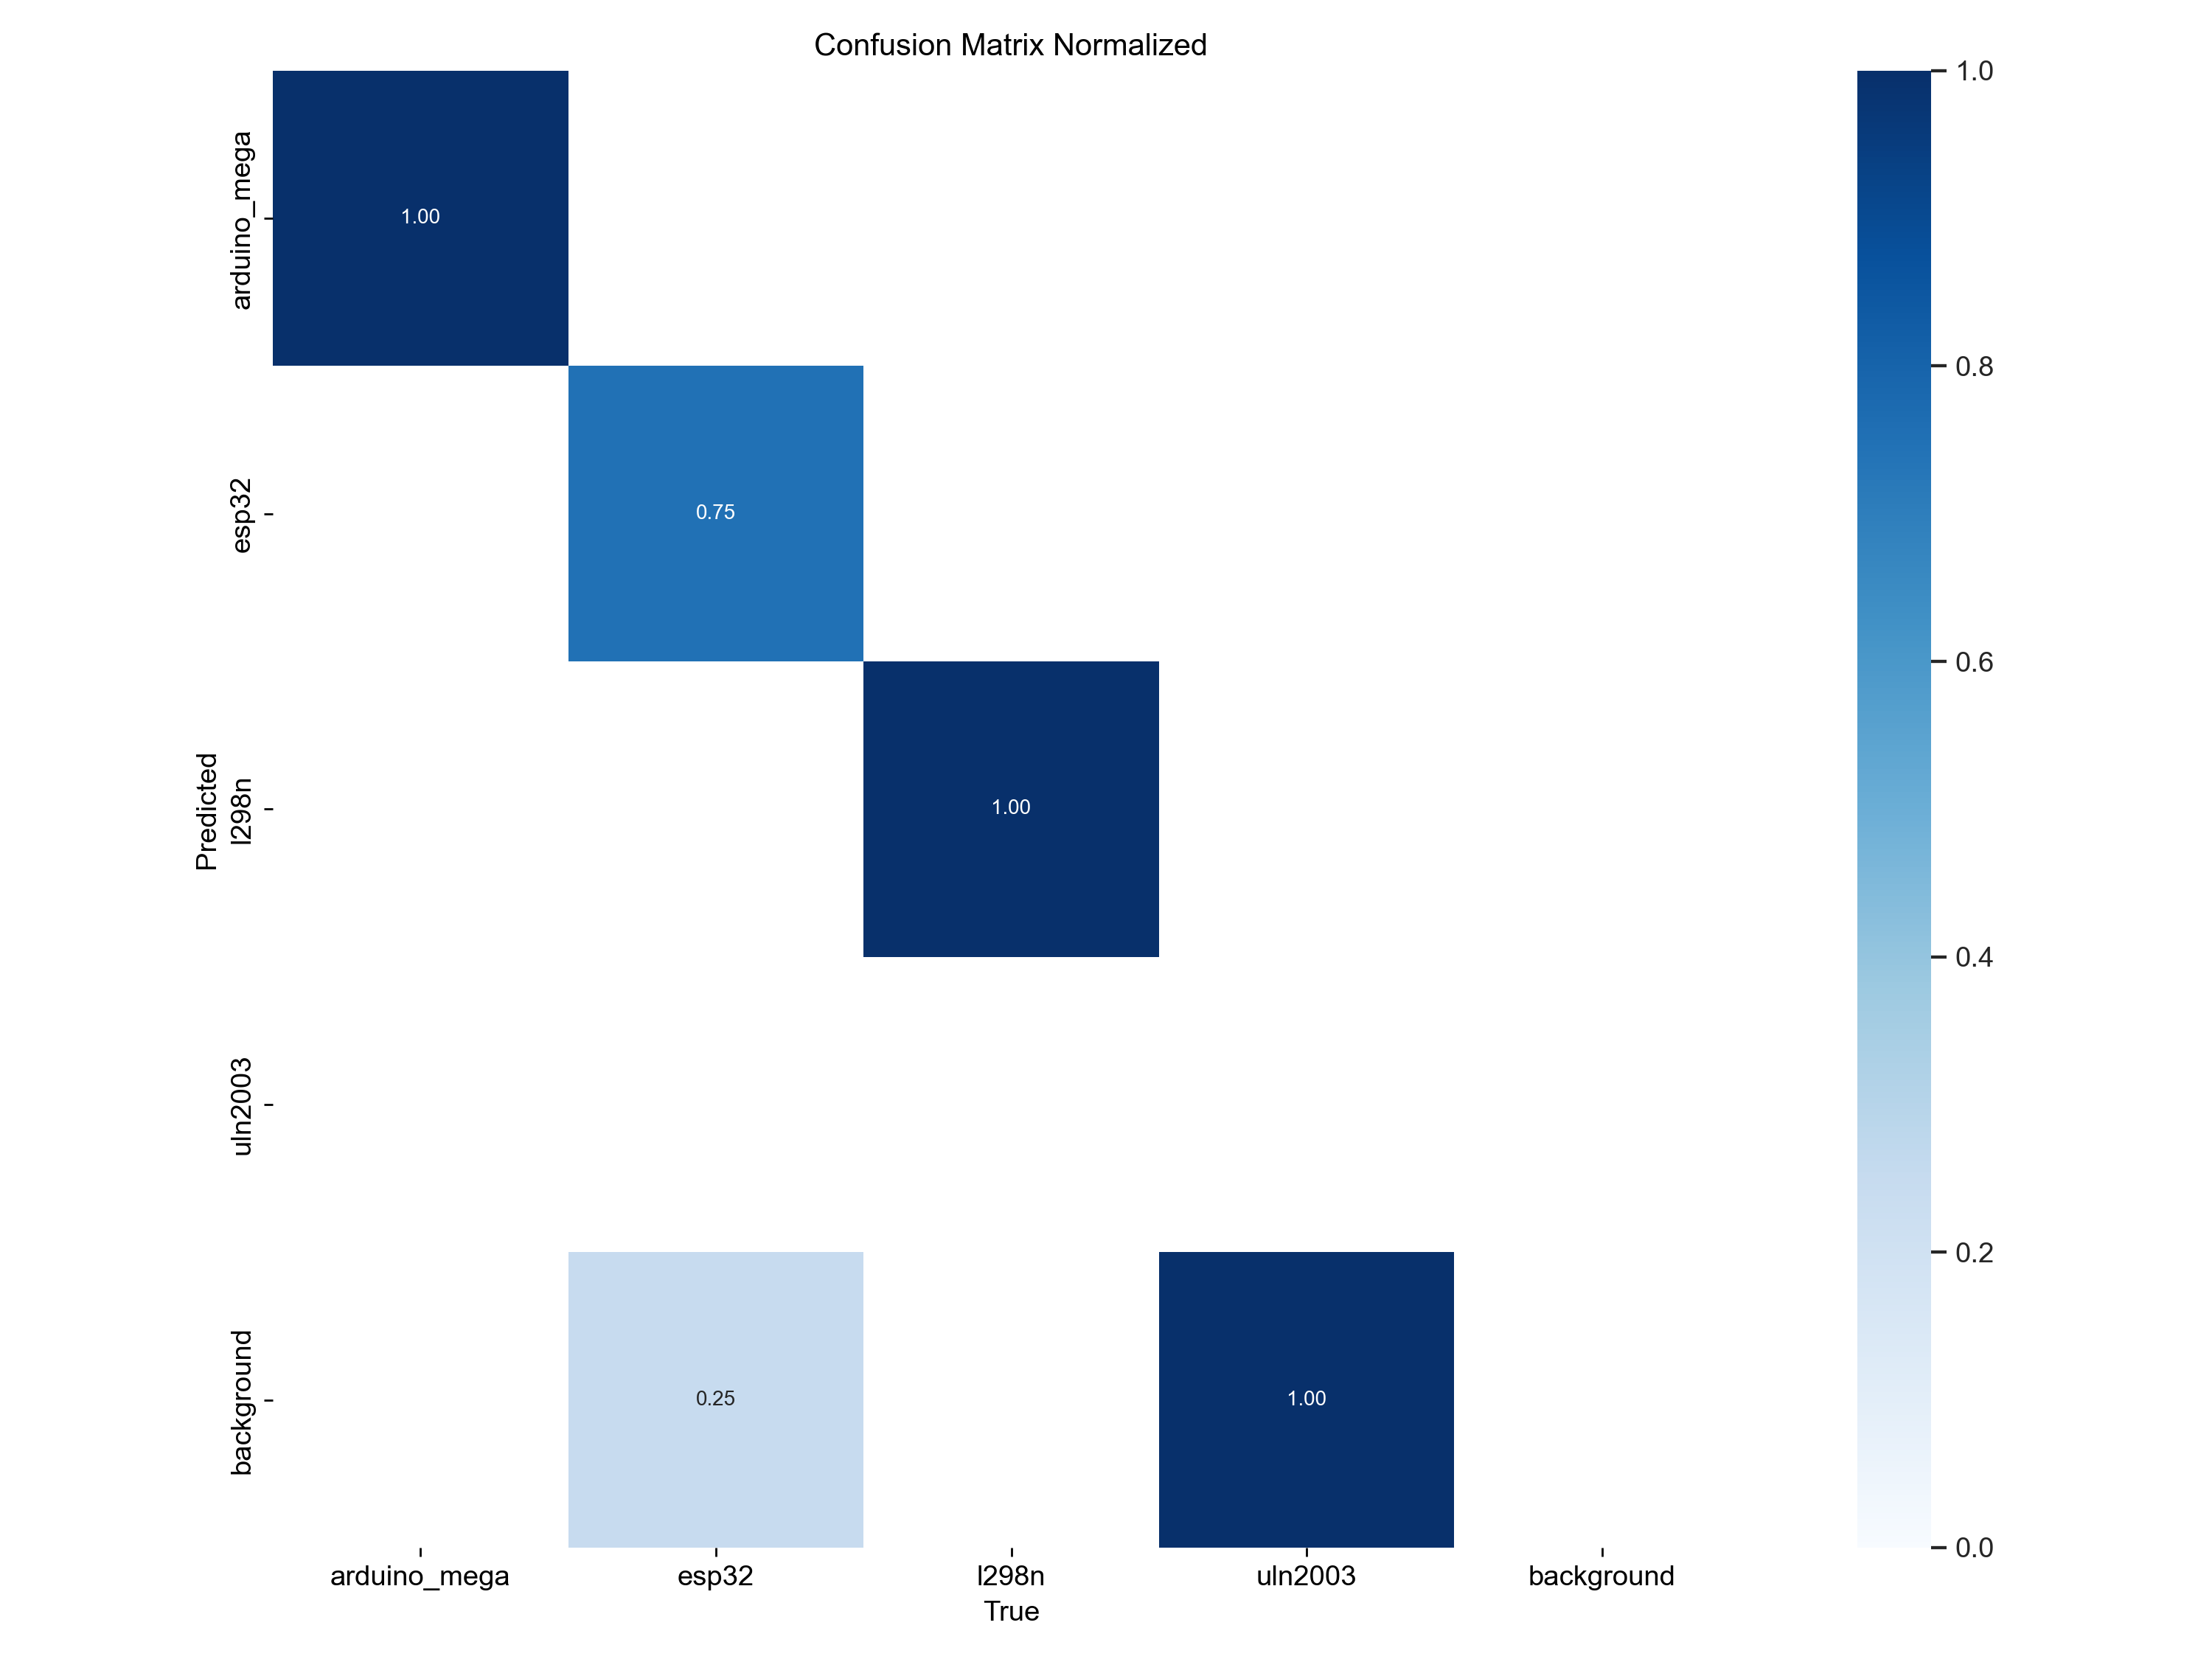 Confusion Matrix Normalized
Predicted
arduino_mega
esp32
l298n
uln2003
background
1.00
0.75
1.00
0.25
1.00
arduino_mega
esp32
l298n
uln2003
background
True
1.0
0.8
0.6
0.4
0.2
0.0